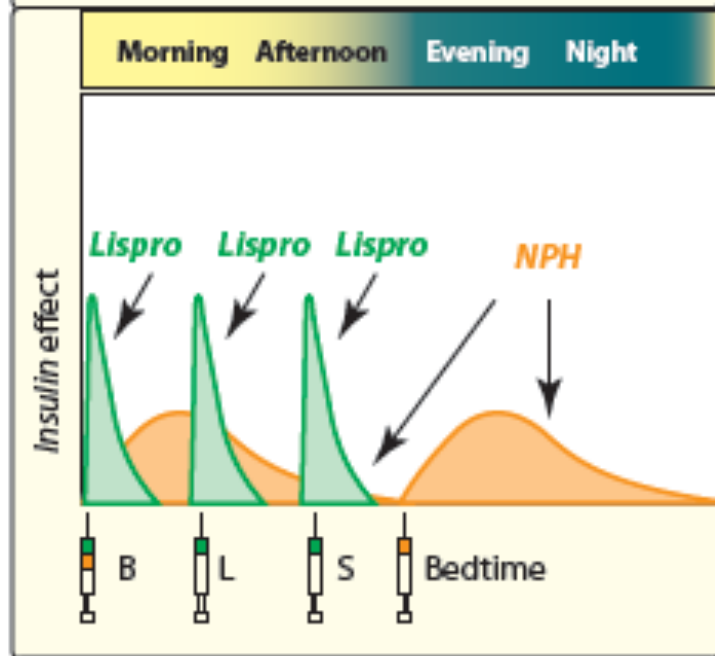 Morning Afternoon Evening Night
Lispro Lispro Lispro NPH
Insulin effect
B L S Bedtime